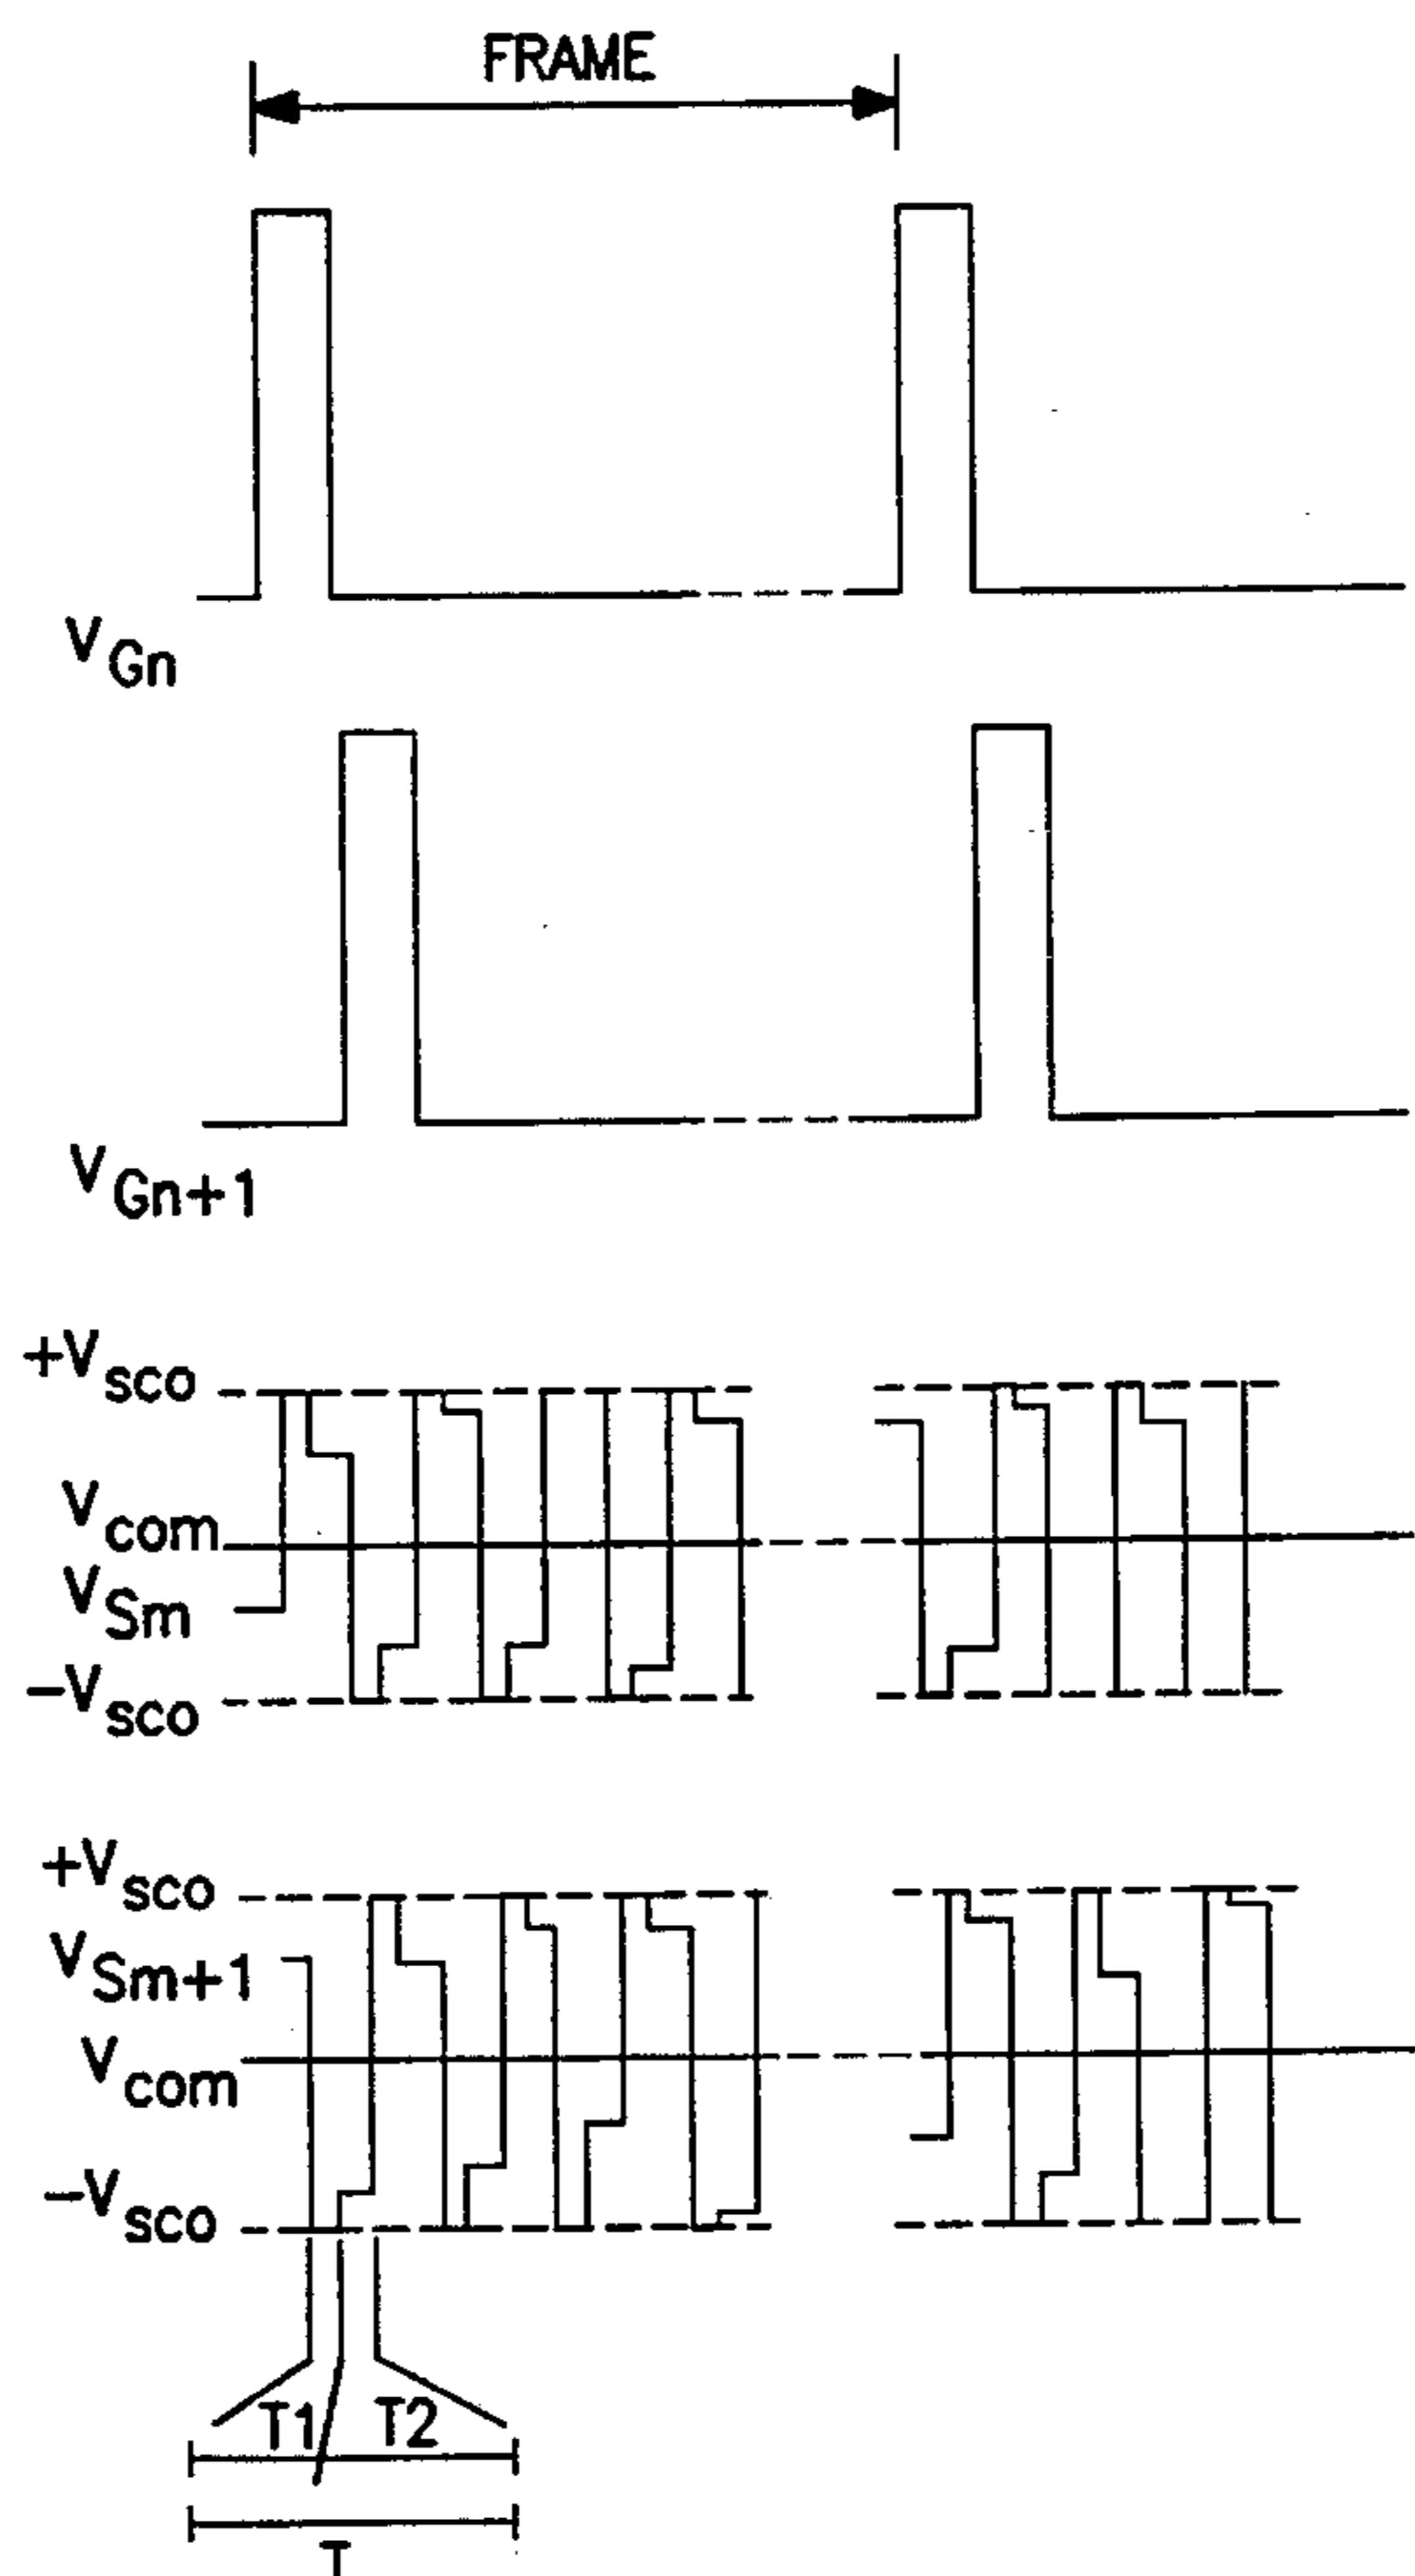 FRAME
VGn
VGn+1
+Vsco
Vcom
VSm
-Vsco
+Vsco
VSm+1
Vcom
-Vsco
T1 T2
T